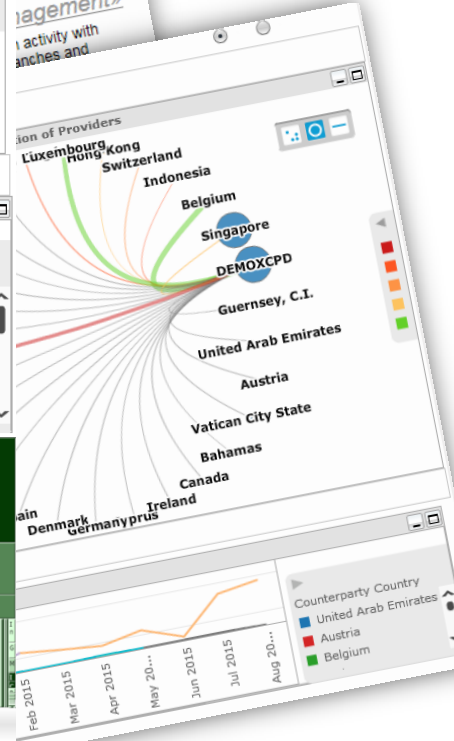 nagement»
activity with
anches and
ion of Providers
Luxembourg
Hong Kong
Switzerland
Indonesia
Belgium
Singapore
DEMOXCPD
Guernsey, C.I.
United Arab Emirates
Austria
Vatican City State
Bahamas
Canada
Ireland
yprus
Germany
Denmark
ain
Feb 2015
Mar 2015
Apr 2015
May 20...
Jun 2015
Jul 2015
Aug 20...
Counterparty Country
United Arab Emirates
Austria
Belgium